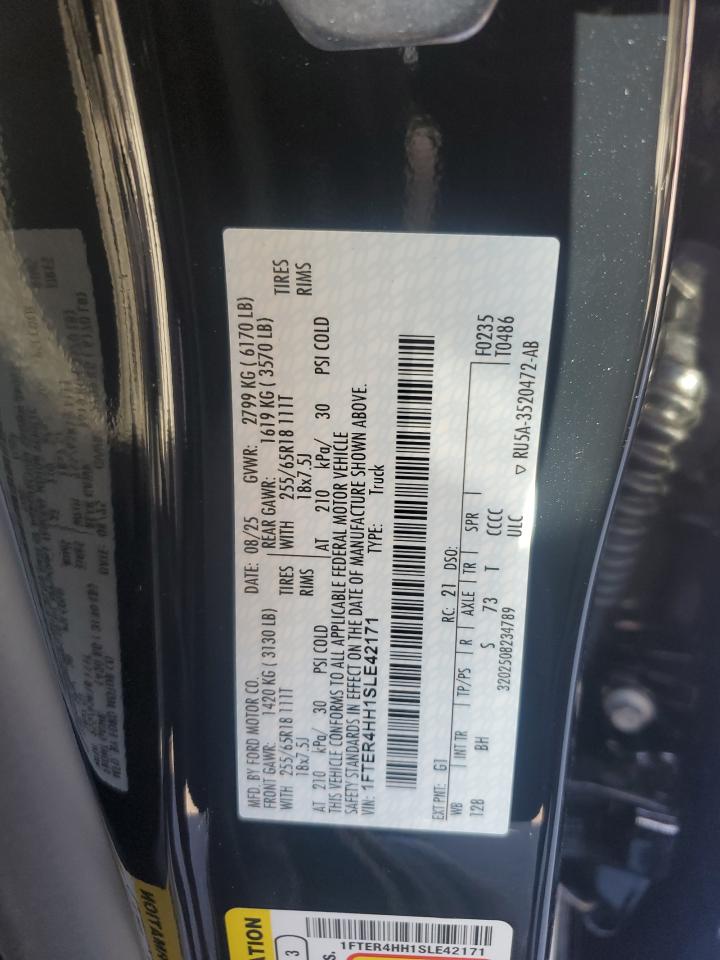 MFD. BY FORD MOTOR CO. DATE: 08/25 GVWR: 2799 KG ( 6170 LB)
FRONT GAWR: 1420 KG ( 3130 LB) REAR GAWR: 1619 KG ( 3570 LB)
WITH 255/65R18 111T TIRES WITH 255/65R18 111T TIRES
18x7.5J RIMS 18x7.5J RIMS
AT 210 kPa/ 30 PSI COLD AT 210 kPa/ 30 PSI COLD
THIS VEHICLE CONFORMS TO ALL APPLICABLE FEDERAL MOTOR VEHICLE
SAFETY STANDARDS IN EFFECT ON THE DATE OF MANUFACTURE SHOWN ABOVE.
VIN: 1FTER4HH1SLE42171 TYPE: Truck
EXT PNT: G1 RC: 21 DSO: F0235
WB INT TR TP/PS R AXLE TR SPR T0486
128 BH S 73 T CCCC
3202508234789 ULC ▽ RU5A-3520472-AB
ATION
3
S.
1FTER4HH1SLE42171